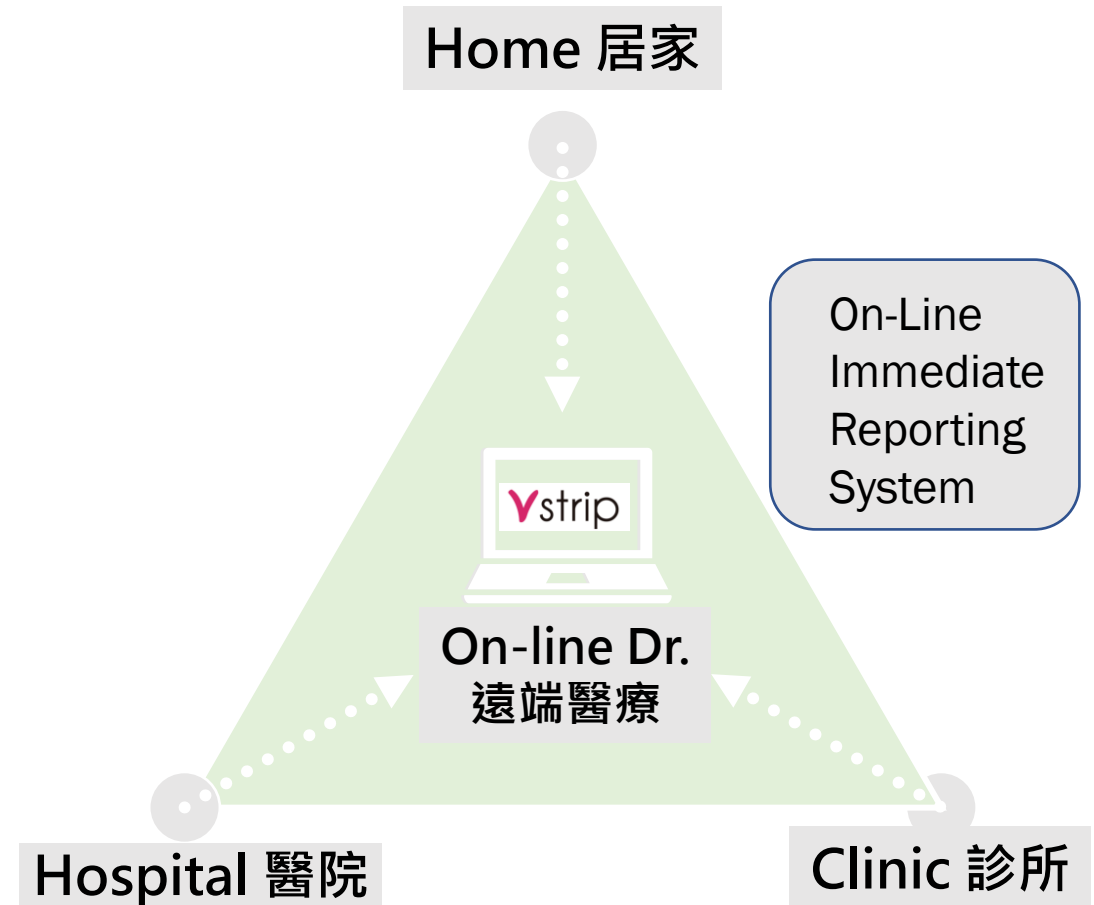 Home 居家
On-Line
Immediate
Reporting
System
Vstrip
On-line Dr.
遠端醫療
Hospital 醫院
Clinic 診所